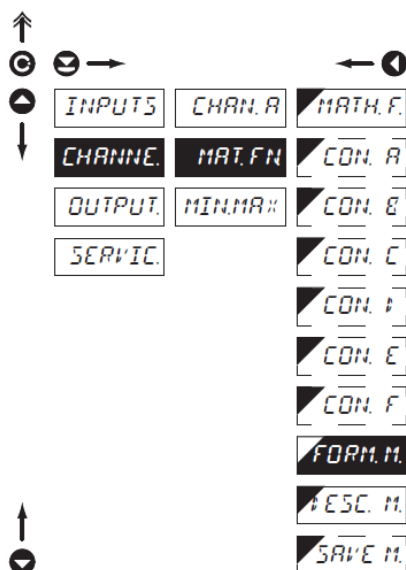 INPUTS CHAN. A MATH. F.
CHANNE. MAT. FN CON. A
OUTPUT. MIN.MAX CON. B
SERVIC. CON. C
CON. D
CON. E
CON. F
FORM. M.
DESC. M.
SAVE M.